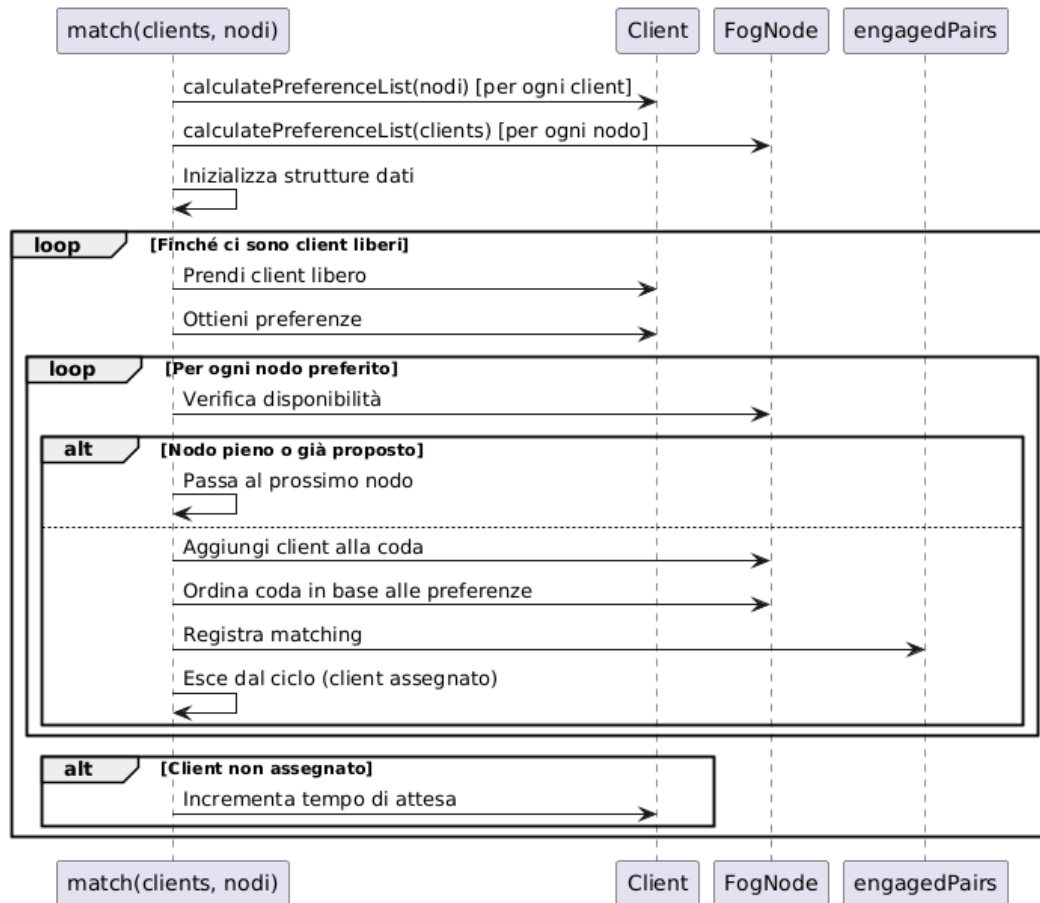 match(clients, nodi) Client FogNode engagedPairs
calculatePreferenceList(nodi) [per ogni client]
calculatePreferenceList(clients) [per ogni nodo]
Inizializza strutture dati
loop [Finché ci sono client liberi]
Prendi client libero
Ottieni preferenze
loop [Per ogni nodo preferito]
Verifica disponibilità
alt [Nodo pieno o già proposto]
Passa al prossimo nodo
Aggiungi client alla coda
Ordina coda in base alle preferenze
Registra matching
Esce dal ciclo (client assegnato)
alt [Client non assegnato]
Incrementa tempo di attesa
match(clients, nodi) Client FogNode engagedPairs